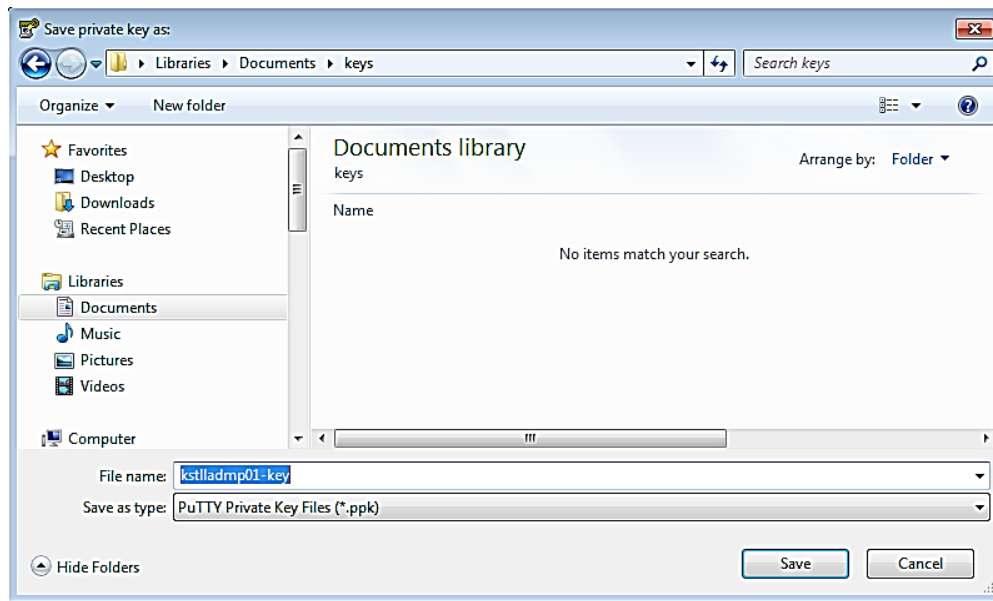 Save private key as:
Libraries Documents keys
Search keys
Organize New folder
Favorites
Desktop
Downloads
Recent Places
Libraries
Documents
Music
Pictures
Videos
Computer
Documents library
keys
Arrange by: Folder
Name
No items match your search.
File name: kstlladmp01-key
Save as type: PuTTY Private Key Files (*.ppk)
Hide Folders
Save Cancel